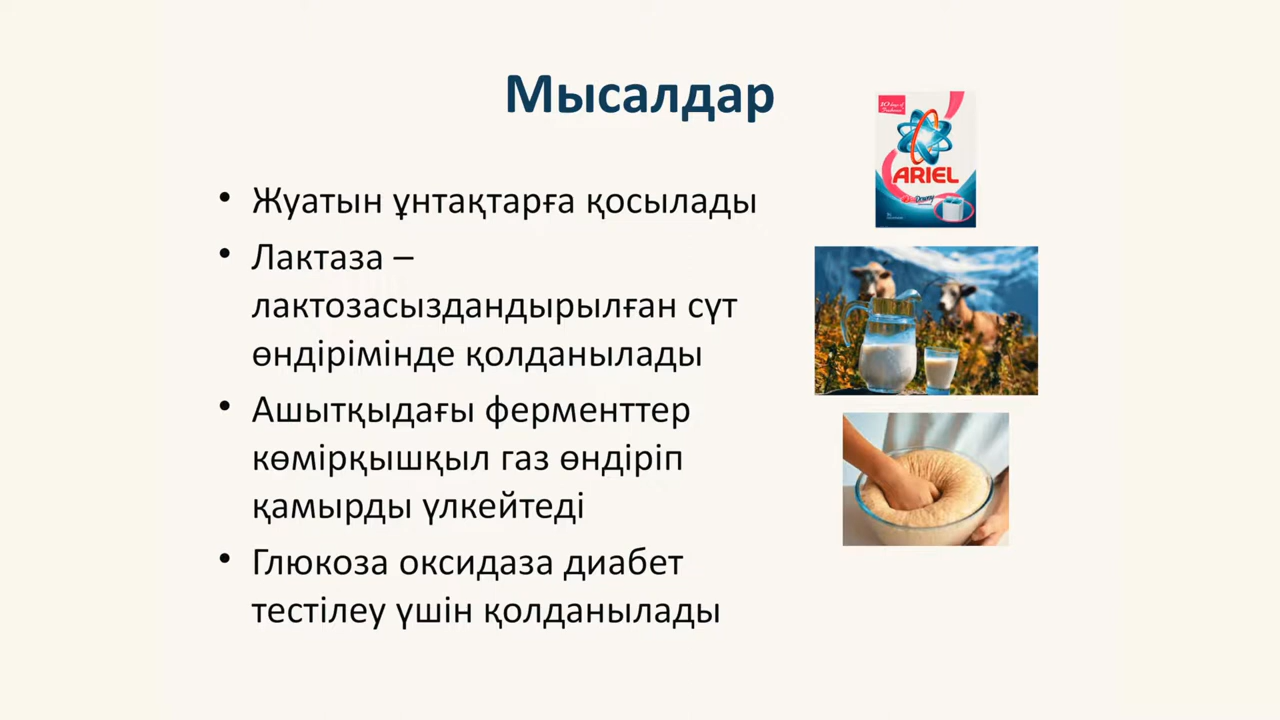 Мысалдар
• Жуатын ұнтақтарға қосылады
• Лактаза –
лактозасыздандырылған сүт
өндірімінде қолданылады
• Ашытқыдағы ферменттер
көмірқышқыл газ өндіріп
қамырды үлкейтеді
• Глюкоза оксидаза диабет
тестілеу үшін қолданылады
ARIEL
Downy